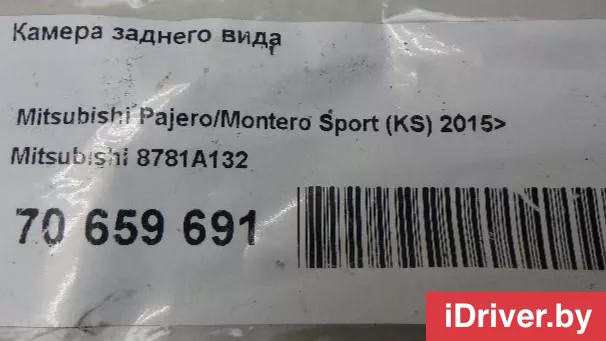 Камера заднего вида
Mitsubishi Pajero/Montero Sport (KS) 2015>
Mitsubishi 8781A132
70 659 691
iDriver.by